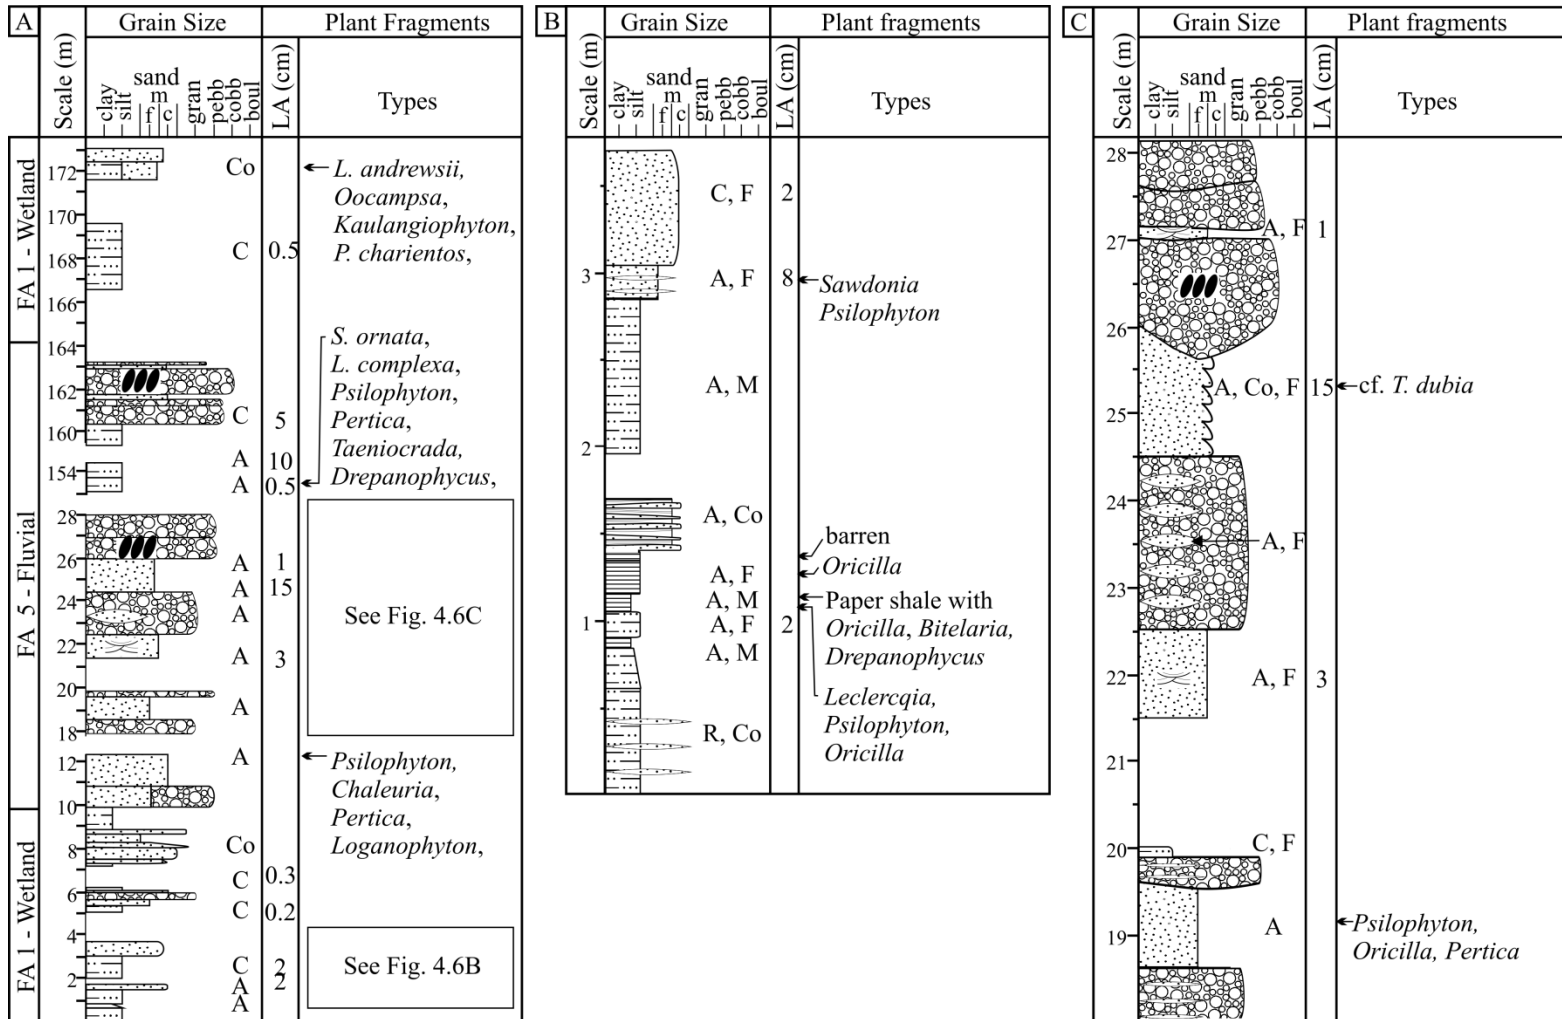 A
Grain Size
Plant Fragments
Scale (m)
clay
silt
sand
f
m
c
gran
pebb
cobb
boul
LA (cm)
Types
FA 1 - Wetland
FA 5 - Fluvial
FA 1 - Wetland
172
170
168
166
164
162
160
154
28
26
24
22
20
18
12
10
8
6
4
2
Co
C
C
A
A
A
A
A
A
A
A
Co
C
C
C
A
A
0.5
5
10
0.5
1
15
3
0.3
0.2
2
2
L. andrewsii,
Oocampsa,
Kaulangiophyton,
P. charientos,
S. ornata,
L. complexa,
Psilophyton,
Pertica,
Taeniocrada,
Drepanophycus,
See Fig. 4.6C
Psilophyton,
Chaleuria,
Pertica,
Loganophyton,
See Fig. 4.6B
B
Grain Size
Plant fragments
Scale (m)
clay
silt
sand
f
m
c
gran
pebb
cobb
boul
LA (cm)
Types
3
2
1
C, F
A, F
A, M
A, Co
A, F
A, M
A, F
A, M
R, Co
2
8
2
Sawdonia
Psilophyton
barren
Oricilla
Paper shale with
Oricilla, Bitelaria,
Drepanophycus
Leclercqia,
Psilophyton,
Oricilla
C
Grain Size
Plant fragments
Scale (m)
clay
silt
sand
f
m
c
gran
pebb
cobb
boul
LA (cm)
Types
28
27
26
25
24
23
22
21
20
19
A, F
A, Co, F
A, F
A, F
C, F
A
1
15
3
cf. T. dubia
Psilophyton,
Oricilla, Pertica